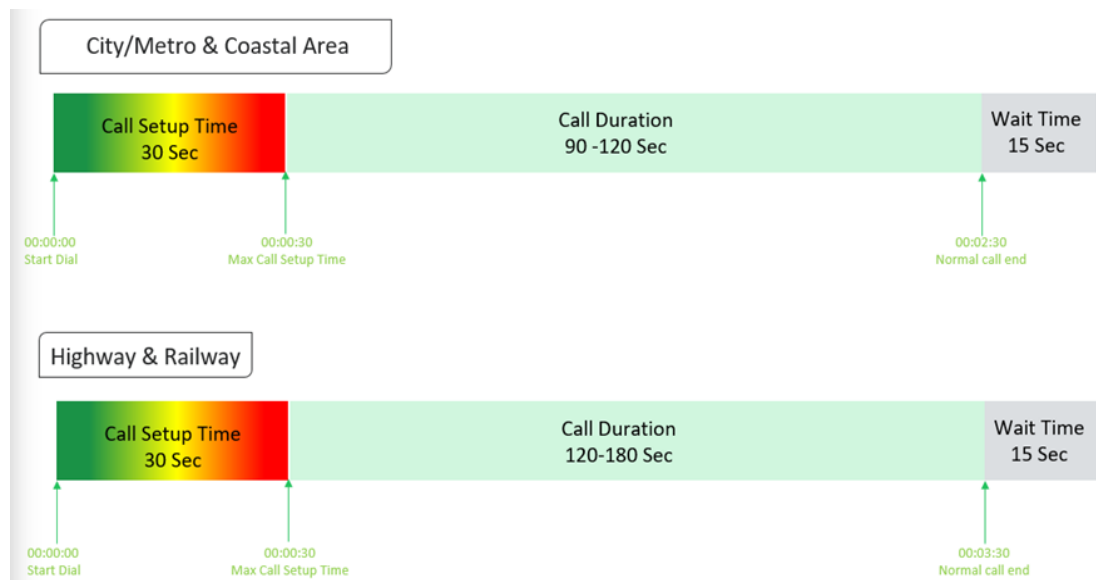 City/Metro & Coastal Area
Call Setup Time
30 Sec
Call Duration
90 -120 Sec
Wait Time
15 Sec
00:00:00
Start Dial
00:00:30
Max Call Setup Time
00:02:30
Normal call end
Highway & Railway
Call Setup Time
30 Sec
Call Duration
120-180 Sec
Wait Time
15 Sec
00:00:00
Start Dial
00:00:30
Max Call Setup Time
00:03:30
Normal call end